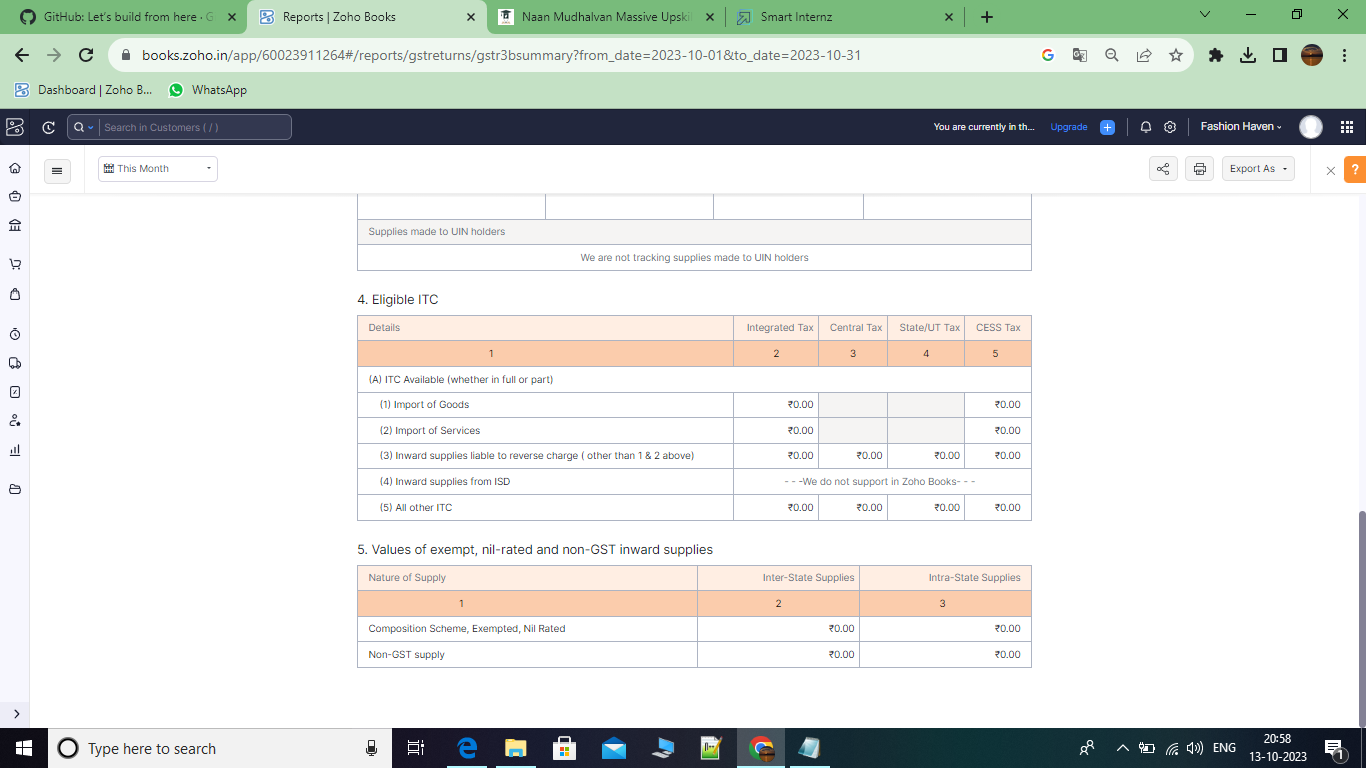 GitHub: Let's build from here · G
Reports | Zoho Books
Naan Mudhalvan Massive Upski
Smart Internz
books.zoho.in/app/60023911264#/reports/gstreturns/gstr3bsummary?from_date=2023-10-01&to_date=2023-10-31
Dashboard | Zoho B...
WhatsApp
Search in Customers ( / )
You are currently in th...
Upgrade
Fashion Haven
This Month
Export As
?
Supplies made to UIN holders
We are not tracking supplies made to UIN holders
4. Eligible ITC
Details Integrated Tax Central Tax State/UT Tax CESS Tax
1 2 3 4 5
(A) ITC Available (whether in full or part)
(1) Import of Goods ₹0.00 ₹0.00
(2) Import of Services ₹0.00 ₹0.00
(3) Inward supplies liable to reverse charge ( other than 1 & 2 above) ₹0.00 ₹0.00 ₹0.00 ₹0.00
(4) Inward supplies from ISD - - -We do not support in Zoho Books- - -
(5) All other ITC ₹0.00 ₹0.00 ₹0.00 ₹0.00
5. Values of exempt, nil-rated and non-GST inward supplies
Nature of Supply Inter-State Supplies Intra-State Supplies
1 2 3
Composition Scheme, Exempted, Nil Rated ₹0.00 ₹0.00
Non-GST supply ₹0.00 ₹0.00
Type here to search
ENG
20:58
13-10-2023
1